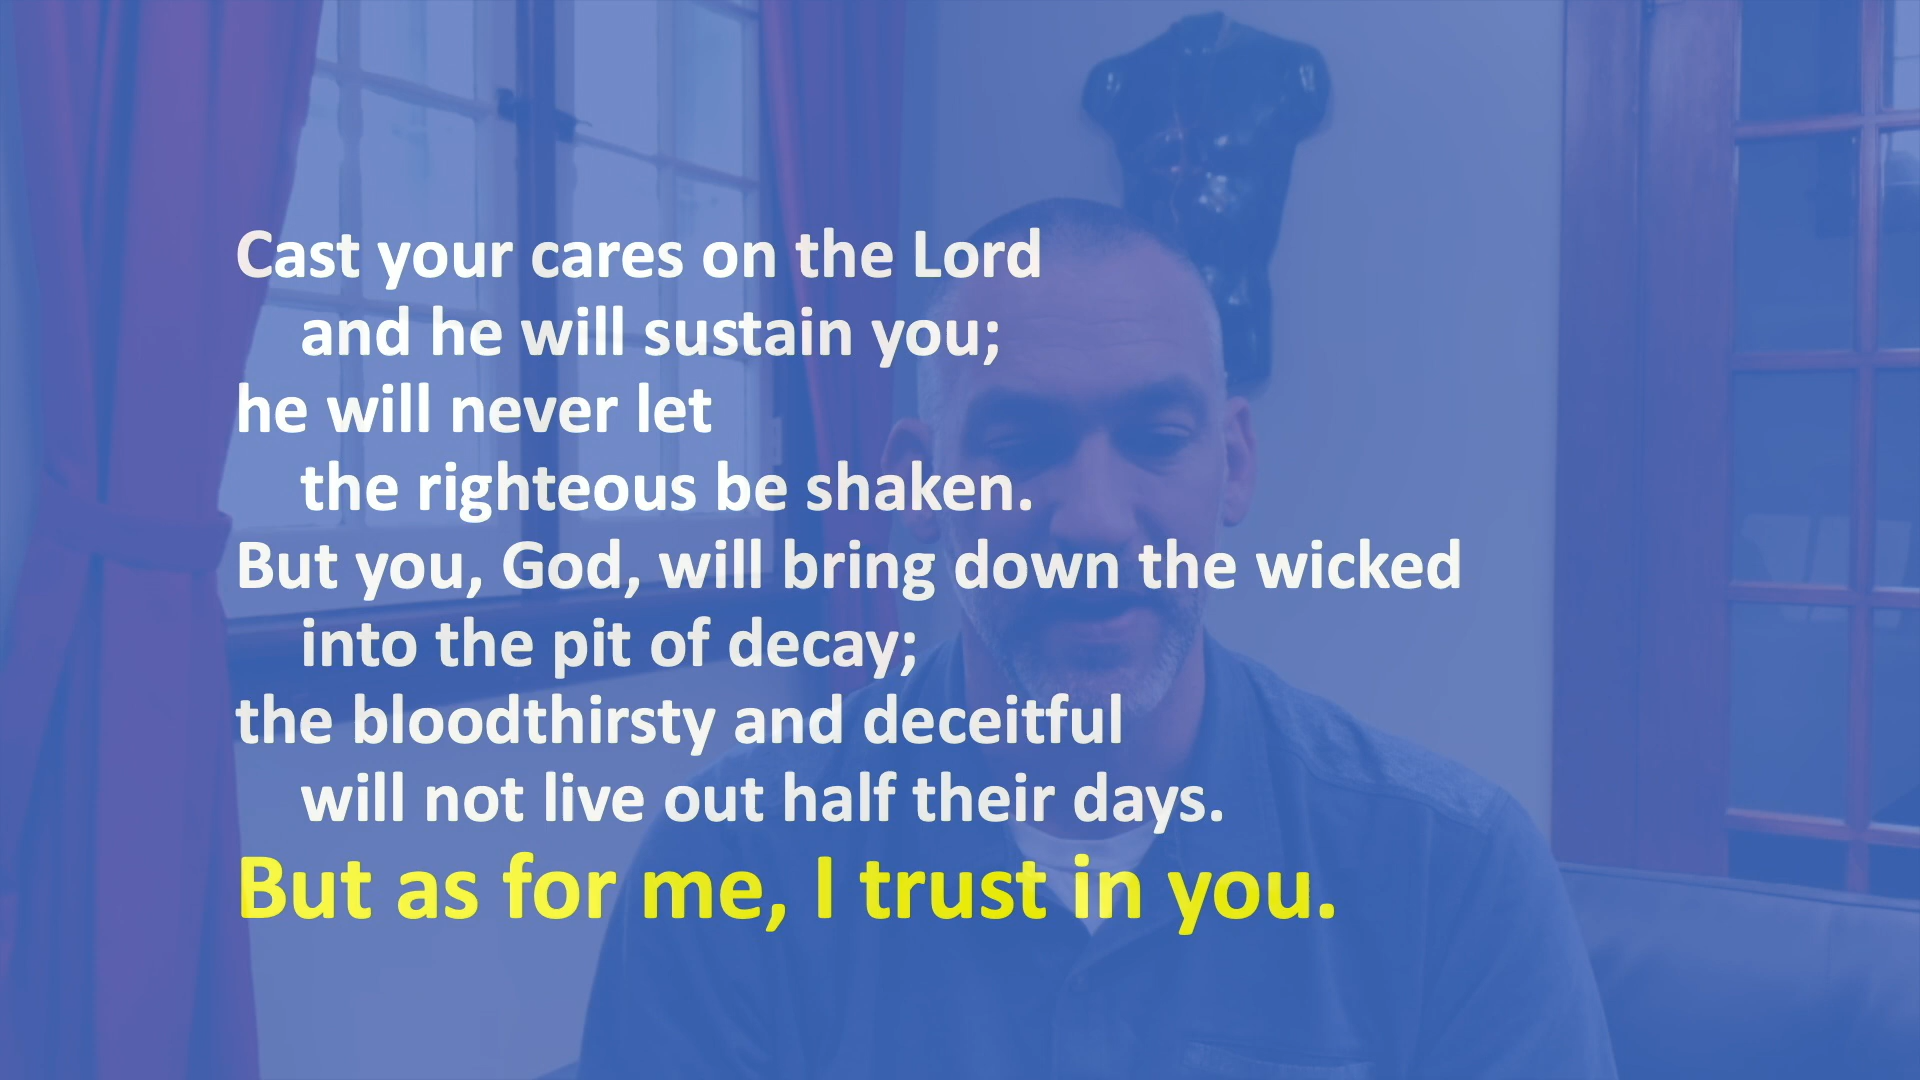 Cast your cares on the Lord
and he will sustain you;
he will never let
the righteous be shaken.
But you, God, will bring down the wicked
into the pit of decay;
the bloodthirsty and deceitful
will not live out half their days.
But as for me, I trust in you.